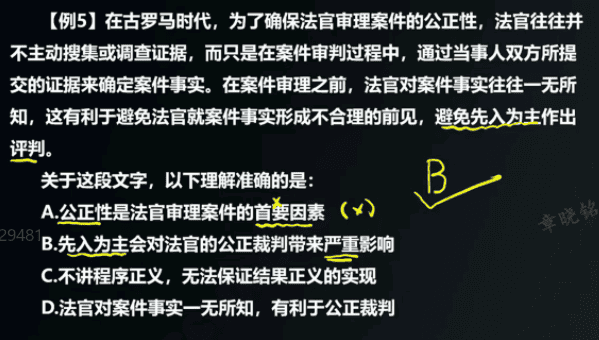 【例5】在古罗马时代，为了确保法官审理案件的公正性，法官往往并
不主动搜集或调查证据，而只是在案件审判过程中，通过当事人双方所提
交的证据来确定案件事实。在案件审理之前，法官对案件事实往往一无所
知，这有利于避免法官就案件事实形成不合理的前见，避免先入为主作出
评判。
关于这段文字，以下理解准确的是：
B
A.公正性是法官审理案件的首要因素 (×)
章晓铭
29481
B.先入为主会对法官的公正裁判带来严重影响
C.不讲程序正义，无法保证结果正义的实现
D.法官对案件事实一无所知，有利于公正裁判